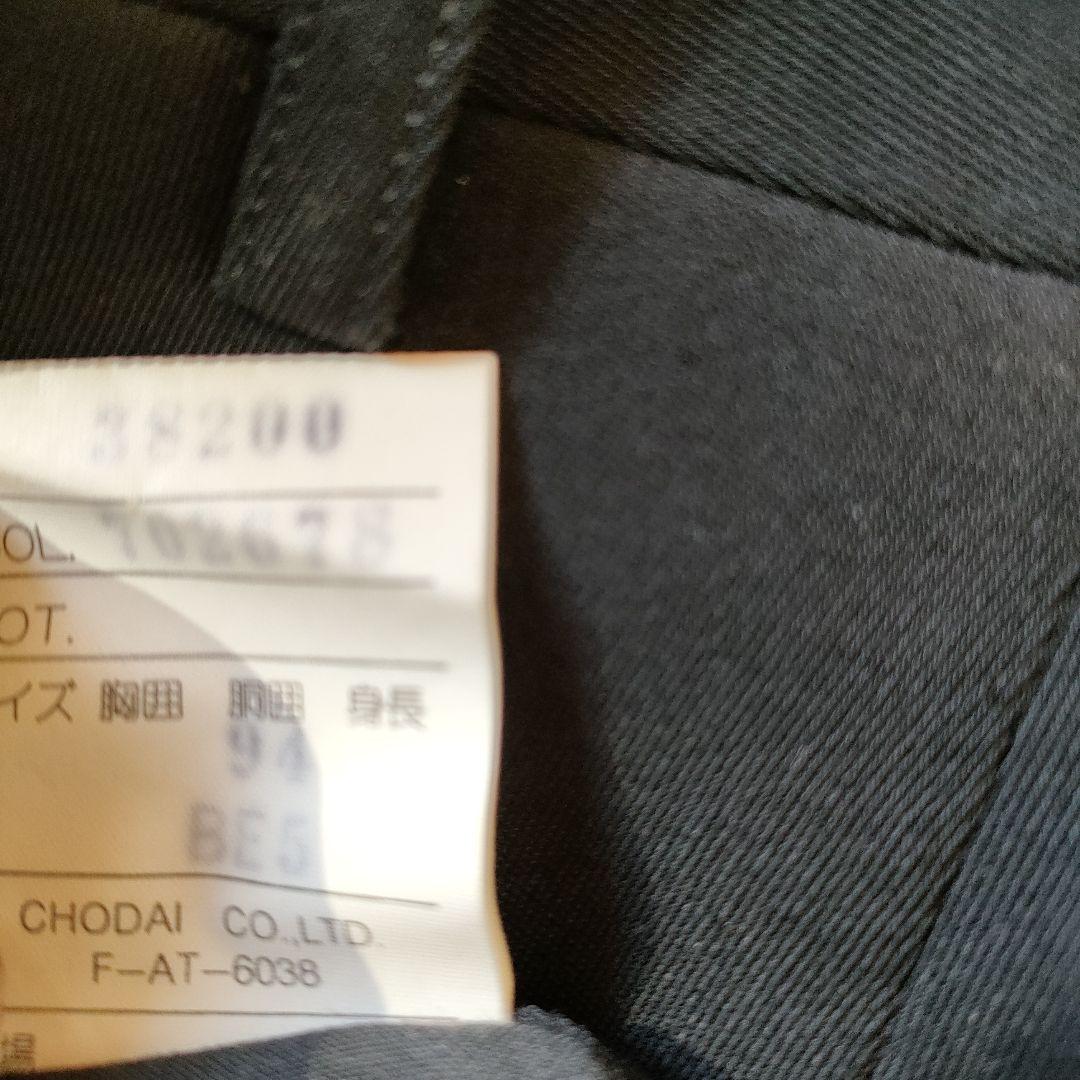 38200
OL.
OT.
イズ 胸囲 胴囲 身長
94
BE5
CHODAI CO.,LTD.
F-AT-6038